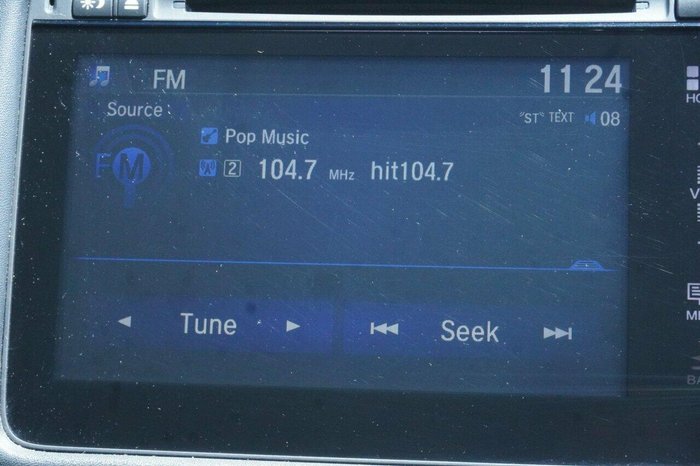 FM
11 24
Source
"ST" TEXT 08
Pop Music
FM
2 104.7 MHz hit104.7
Tune
Seek